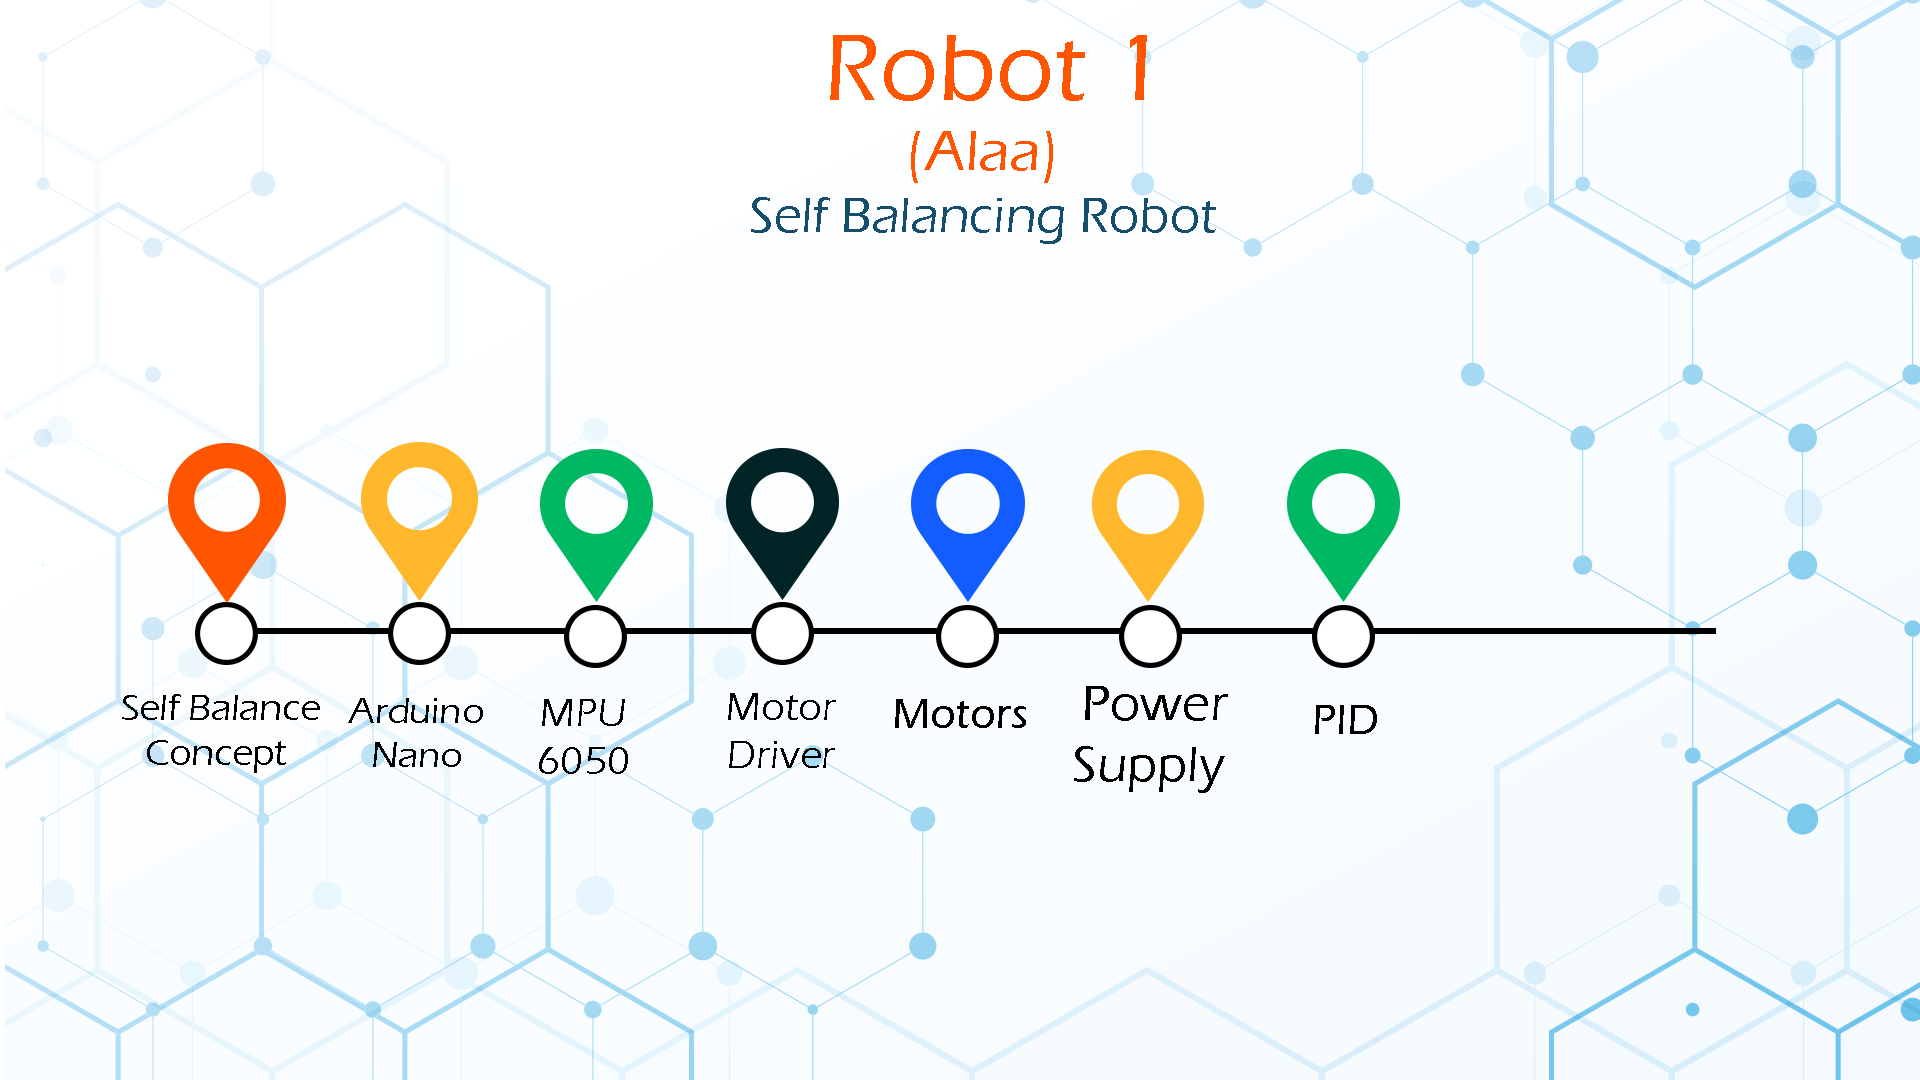 Robot 1
(Alaa)
Self Balancing Robot
Self Balance
Concept
Arduino
Nano
MPU
6050
Motor
Driver
Motors
Power
Supply
PID